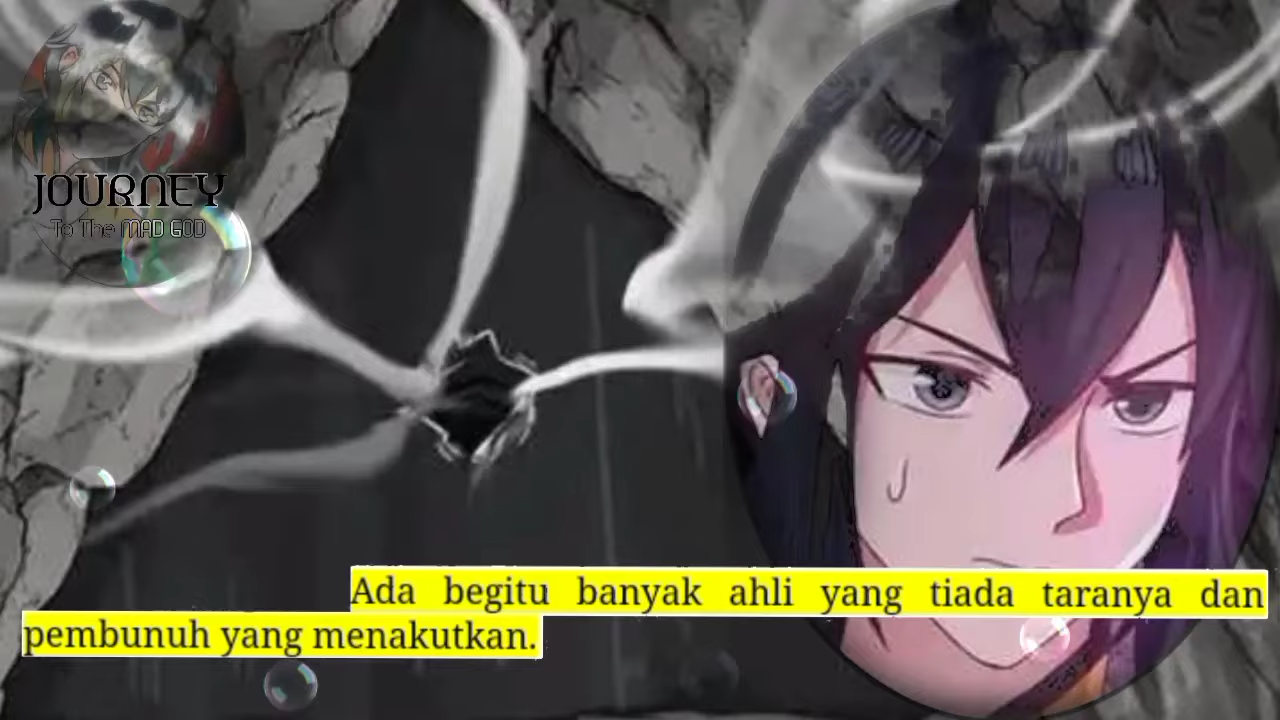 JOURNEY
To The MAD GOD
Ada begitu banyak ahli yang tiada taranya dan
pembunuh yang menakutkan.